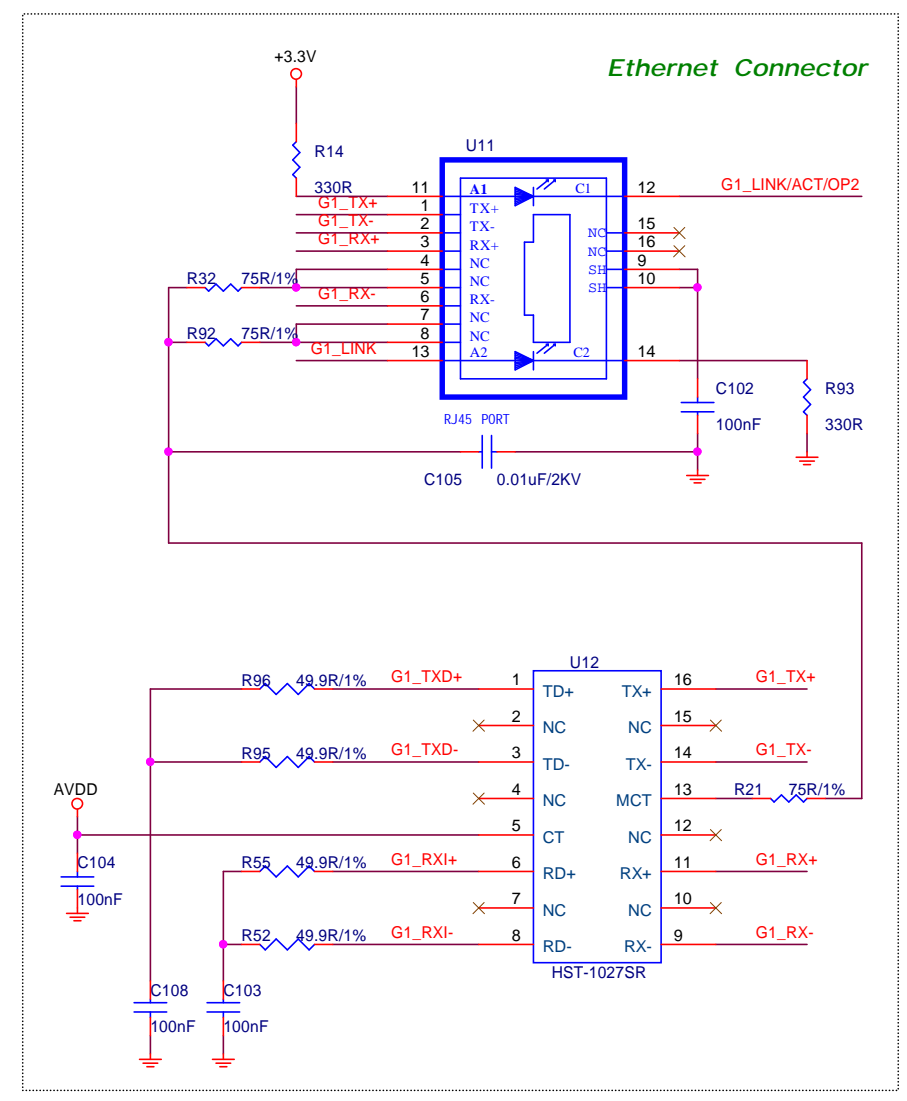 +3.3V
Ethernet Connector
R14
U11
330R
11
A1
C1
12
G1_LINK/ACT/OP2
G1_TX+
1
TX+
G1_TX-
2
TX-
NC
15
G1_RX+
3
RX+
NC
16
4
NC
SH
9
R32
75R/1%
5
NC
SH
10
G1_RX-
6
RX-
7
NC
R92
75R/1%
8
NC
G1_LINK
13
A2
C2
14
C102
100nF
R93
330R
RJ45 PORT
C105
0.01uF/2KV
U12
R96
49.9R/1%
G1_TXD+
1
TD+
TX+
16
G1_TX+
2
NC
NC
15
R95
49.9R/1%
G1_TXD-
3
TD-
TX-
14
G1_TX-
AVDD
4
NC
MCT
13
R21
75R/1%
5
CT
NC
12
C104
100nF
R55
49.9R/1%
G1_RXI+
6
RD+
RX+
11
G1_RX+
7
NC
NC
10
R52
49.9R/1%
G1_RXI-
8
RD-
RX-
9
G1_RX-
HST-1027SR
C108
100nF
C103
100nF